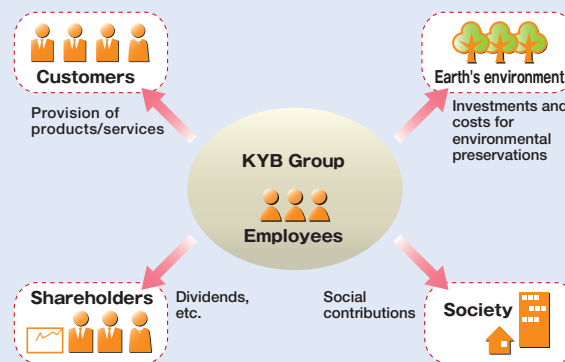 Customers
Earth's environment
Provision of
products/services
Investments and
costs for
environmental
preservations
KYB Group
Employees
Shareholders
Dividends,
etc.
Social
contributions
Society